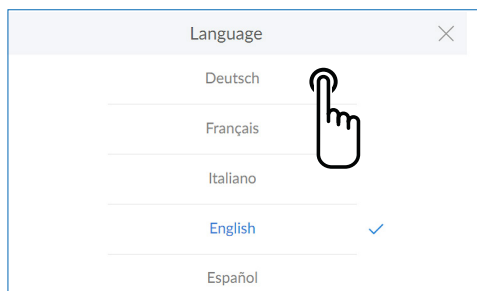 Language
Deutsch
Français
Italiano
English
Español